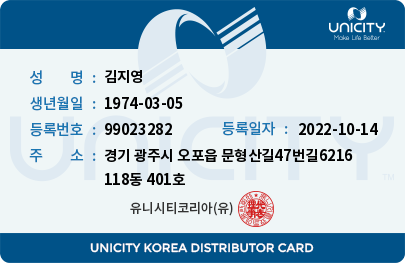 UNICITY
Make Life Better
성 명 : 김지영
생년월일 : 1974-03-05
등록번호 : 99023282 등록일자 : 2022-10-14
주 소 : 경기 광주시 오포읍 문형산길47번길6216
118동 401호
유니시티코리아(유)
UNICITY
UNICITY KOREA DISTRIBUTOR CARD